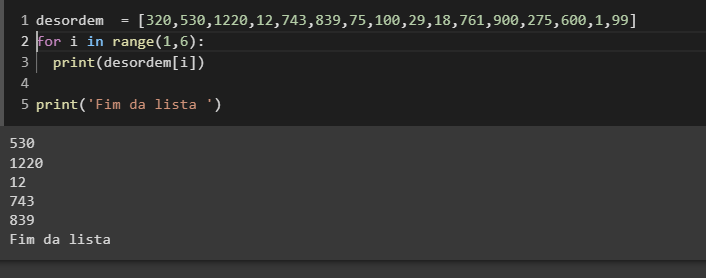 1 desordem  = [320,530,1220,12,743,839,75,100,29,18,761,900,275,600,1,99]
2 for i in range(1,6):
3   print(desordem[i])
4
5 print('Fim da lista ')
530
1220
12
743
839
Fim da lista